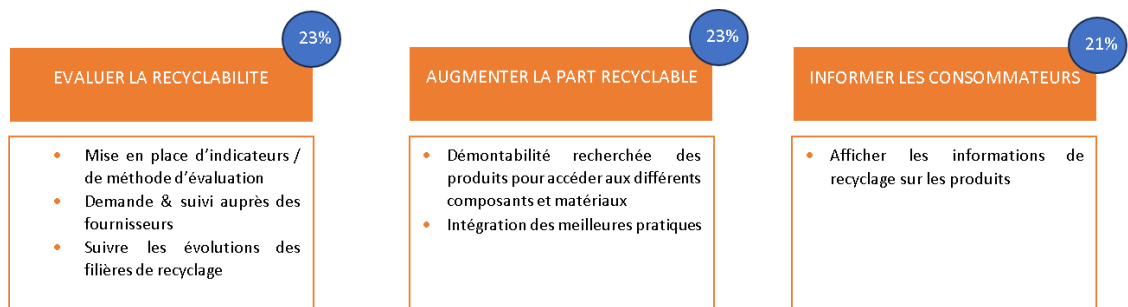 23%
EVALUER LA RECYCLABILITE
• Mise en place d'indicateurs /
de méthode d'évaluation
• Demande & suivi auprès des
fournisseurs
• Suivre les évolutions des
filières de recyclage
23%
AUGMENTER LA PART RECYCLABLE
• Démontabilité recherchée des
produits pour accéder aux différents
composants et matériaux
• Intégration des meilleures pratiques
21%
INFORMER LES CONSOMMATEURS
• Afficher les informations de
recyclage sur les produits